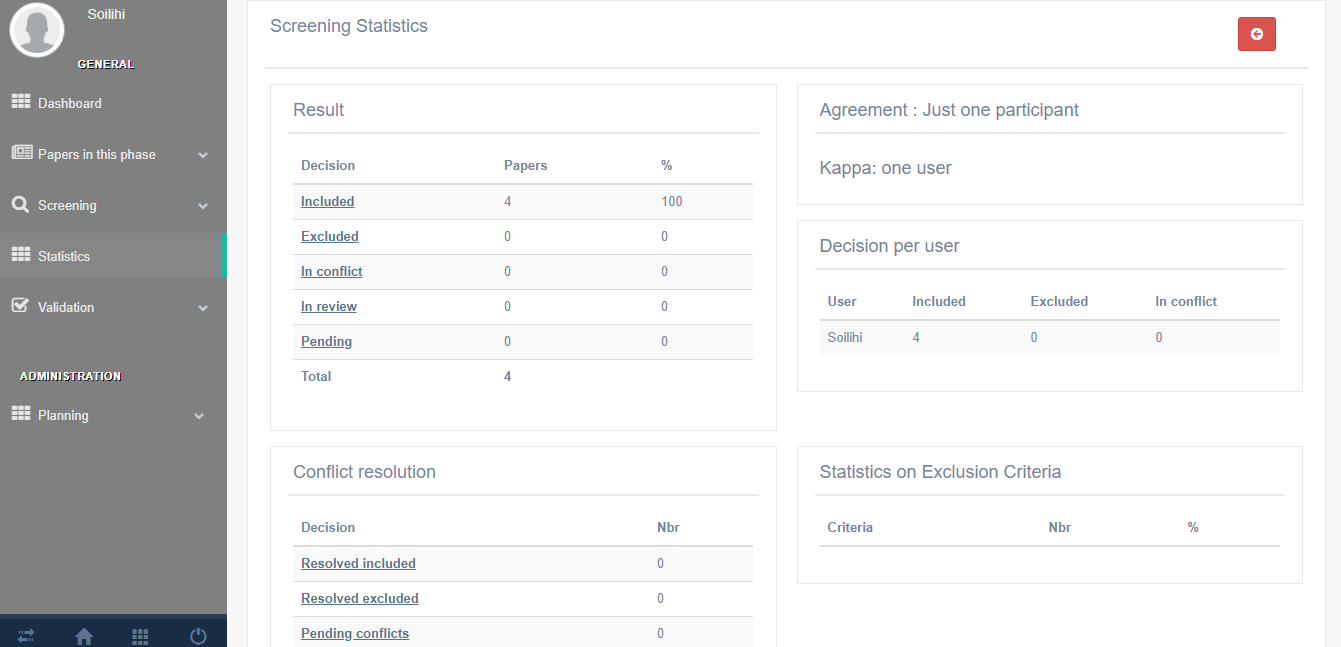 Soilihi
GENERAL
Dashboard
Papers in this phase
Screening
Statistics
Validation
ADMINISTRATION
Planning
Screening Statistics
Result
Decision Papers %
Included 4 100
Excluded 0 0
In conflict 0 0
In review 0 0
Pending 0 0
Total 4
Agreement : Just one participant
Kappa: one user
Decision per user
User Included Excluded In conflict
Soilihi 4 0 0
Conflict resolution
Decision Nbr
Resolved included 0
Resolved excluded 0
Pending conflicts 0
Statistics on Exclusion Criteria
Criteria Nbr %